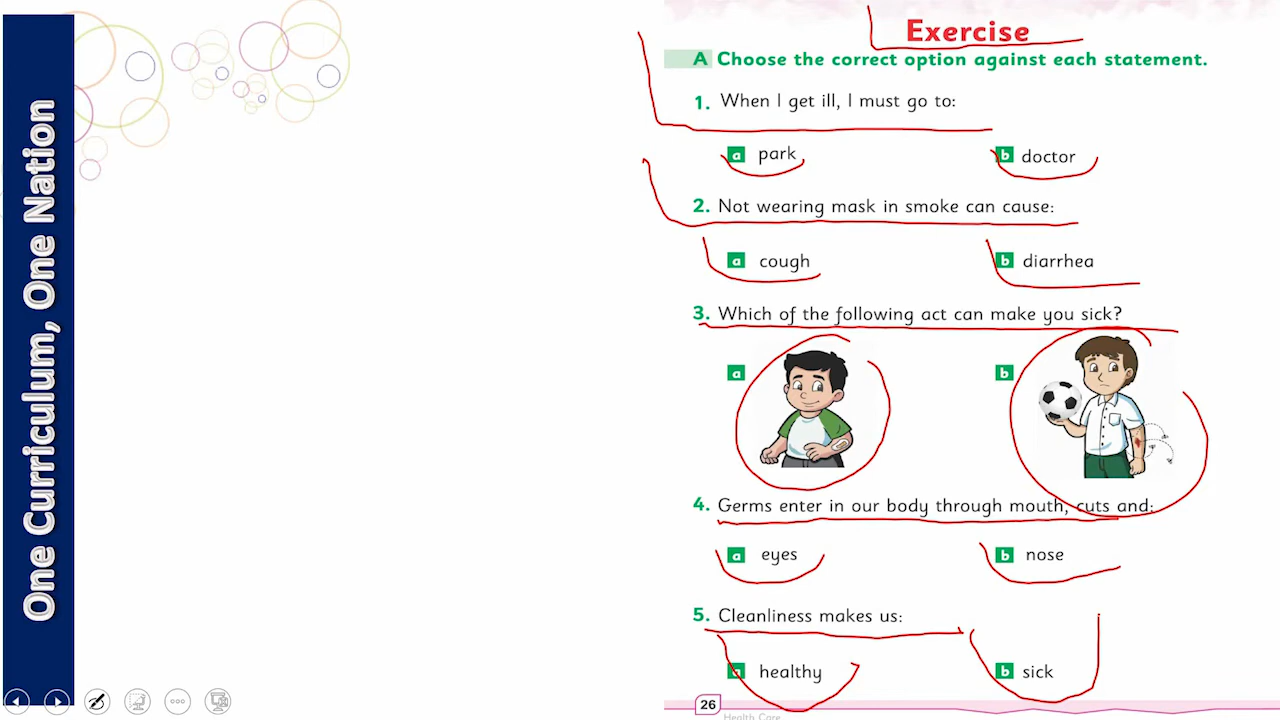 One Curriculum, One Nation
Exercise
A Choose the correct option against each statement.
1. When I get ill, I must go to:
a park b doctor
2. Not wearing mask in smoke can cause:
a cough b diarrhea
3. Which of the following act can make you sick?
a b
4. Germs enter in our body through mouth, cuts and:
a eyes b nose
5. Cleanliness makes us:
a healthy b sick
26
Health Care